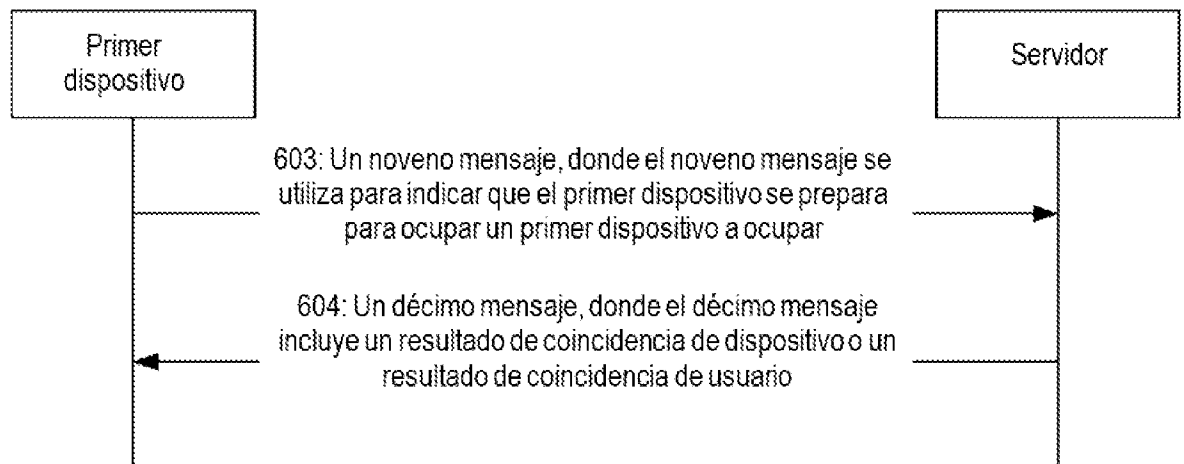 Primer
dispositivo
Servidor
603: Un noveno mensaje, donde el noveno mensaje se
utiliza para indicar que el primer dispositivo se prepara
para ocupar un primer dispositivo a ocupar
604: Un décimo mensaje, donde el décimo mensaje
incluye un resultado de coincidencia de dispositivo o un
resultado de coincidencia de usuario